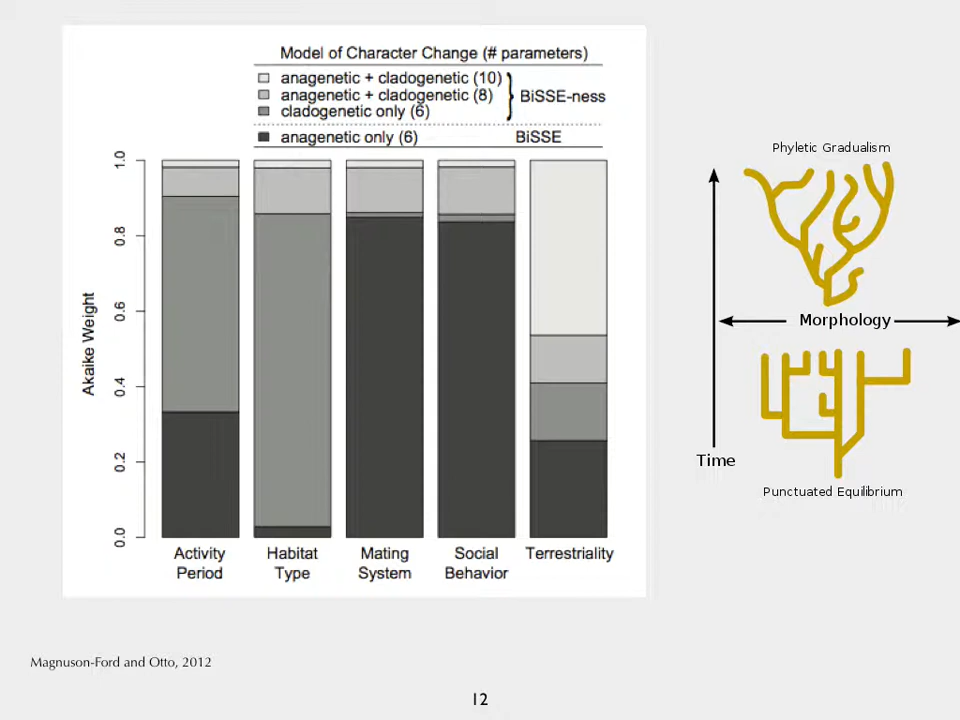 Model of Character Change (# parameters)
anagenetic + cladogenetic (10)
anagenetic + cladogenetic (8)
BiSSE-ness
cladogenetic only (6)
anagenetic only (6) BiSSE
Akaike Weight
1.0
0.8
0.6
0.4
0.2
0.0
Activity
Period
Habitat
Type
Mating
System
Social
Behavior
Terrestriality
Phyletic Gradualism
Morphology
Time
Punctuated Equilibrium
Magnuson-Ford and Otto, 2012
12